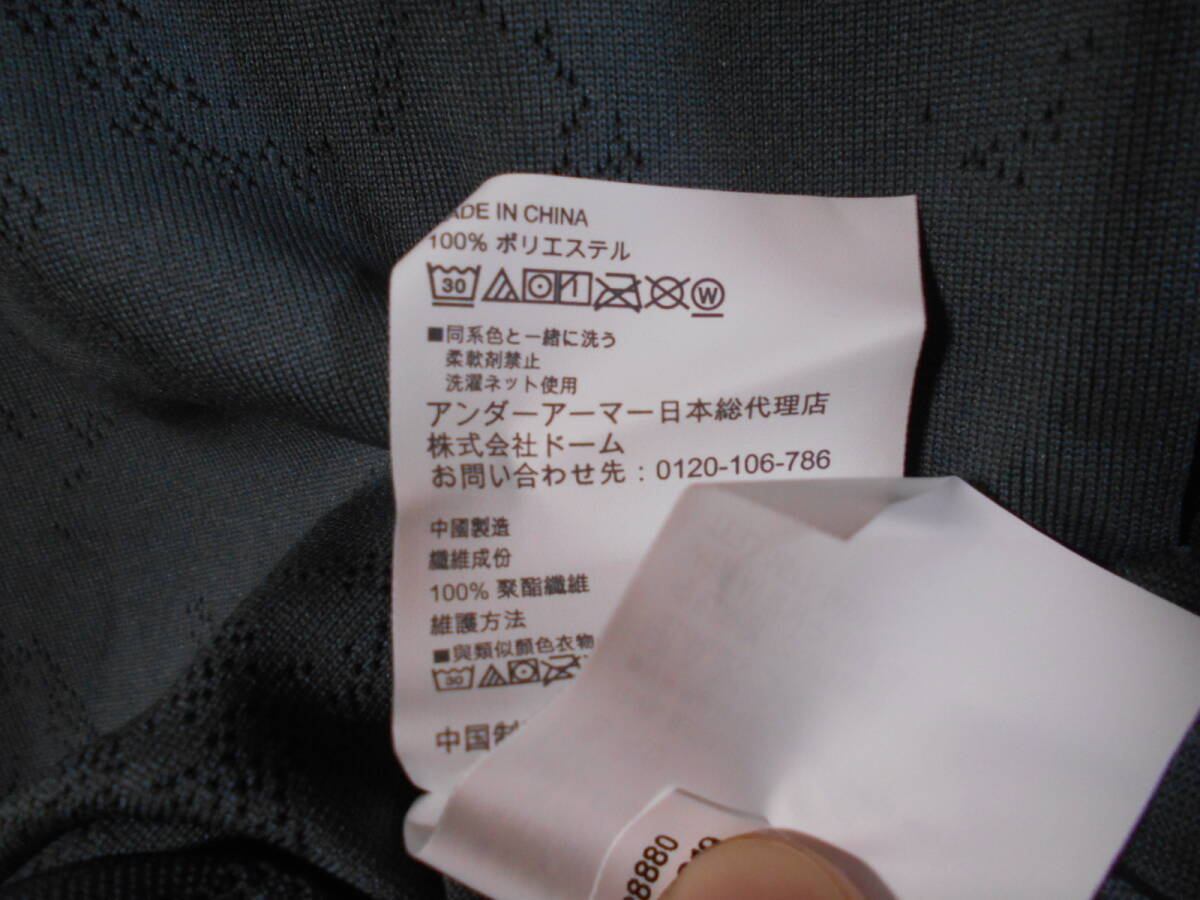 IN CHINA
100% ポリエステル
30
W
■同系色と一緒に洗う
柔軟剤禁止
洗濯ネット使用
アンダーアーマー日本総代理店
株式会社ドーム
お問い合わせ先：0120-106-786
中國製造
纖維成份
100% 聚酯纖維
維護方法
■與類似顏色衣物
30
中国